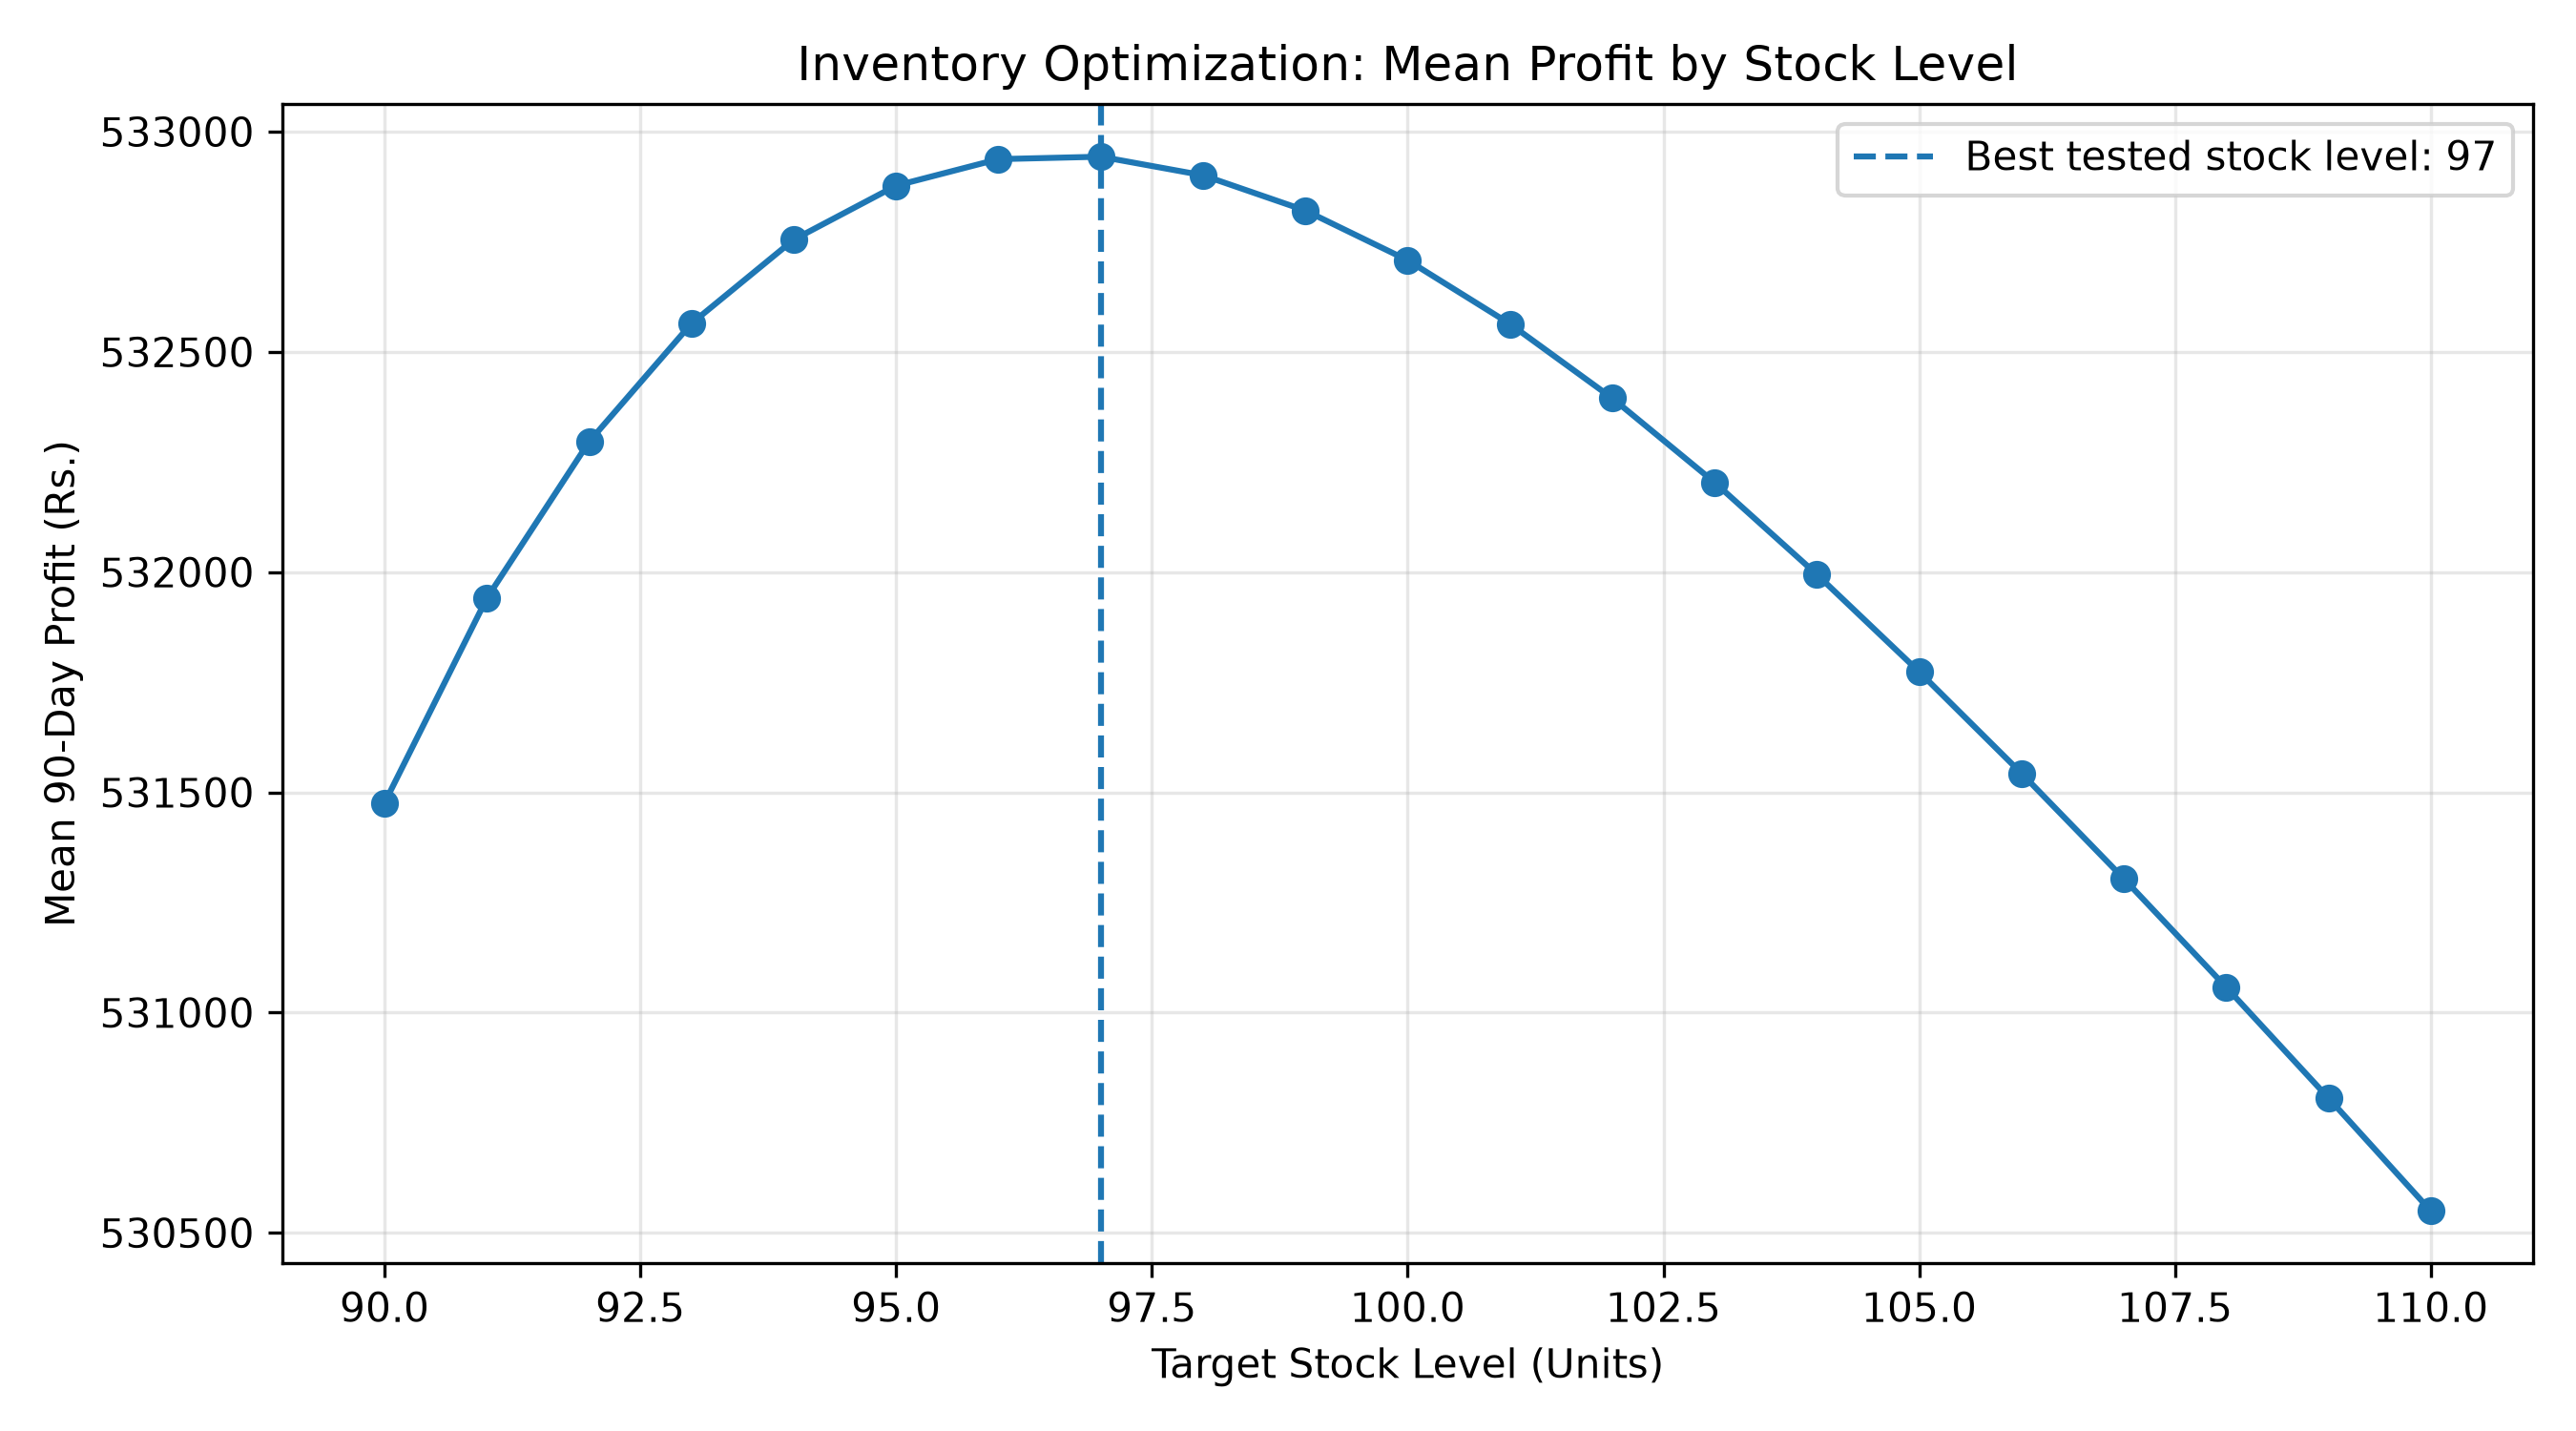 Inventory Optimization: Mean Profit by Stock Level
Best tested stock level: 97
Mean 90-Day Profit (Rs.)
533000
532500
532000
531500
531000
530500
90.0 92.5 95.0 97.5 100.0 102.5 105.0 107.5 110.0
Target Stock Level (Units)